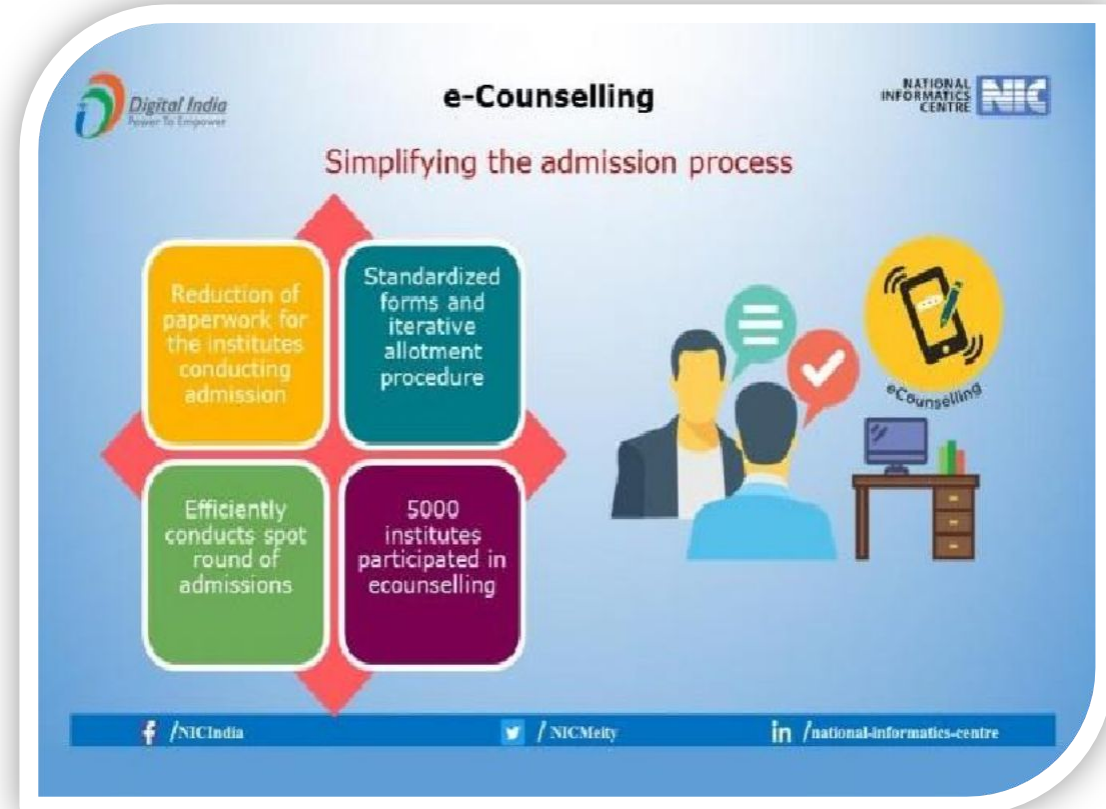 Digital India
Power To Empower
e-Counselling
NATIONAL
INFORMATICS
CENTRE
NIC
Simplifying the admission process
Reduction of
paperwork for
the institutes
conducting
admission
Standardized
forms and
iterative
allotment
procedure
Efficiently
conducts spot
round of
admissions
5000
institutes
participated in
ecounselling
eCounselling
f /NICIndia
/ NICMeity
in /national-informatics-centre